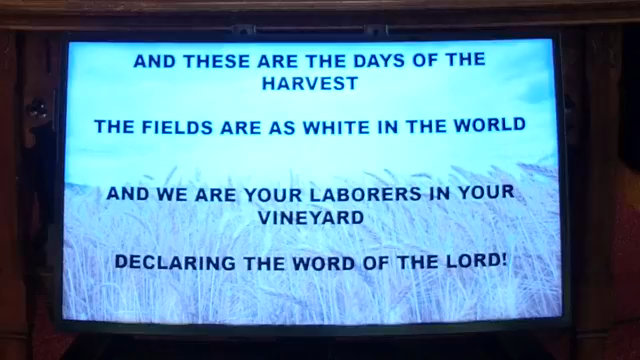 AND THESE ARE THE DAYS OF THE
HARVEST
THE FIELDS ARE AS WHITE IN THE WORLD
AND WE ARE YOUR LABORERS IN YOUR
VINEYARD
DECLARING THE WORD OF THE LORD!